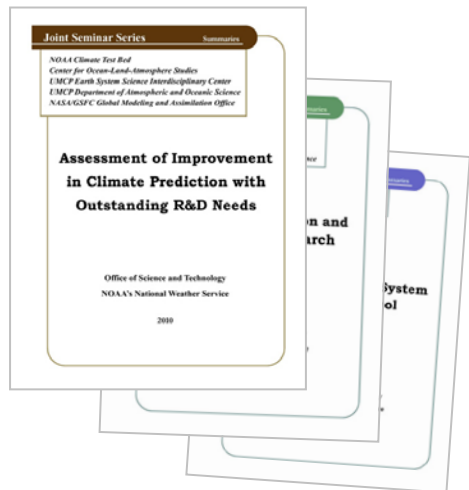 Joint Seminar Series Summaries
NOAA Climate Test Bed
Center for Ocean-Land-Atmosphere Studies
UMCP Earth System Science Interdisciplinary Center
UMCP Department of Atmospheric and Oceanic Science
NASA/GSFC Global Modeling and Assimilation Office
Assessment of Improvement
in Climate Prediction with
Outstanding R&D Needs
Office of Science and Technology
NOAA's National Weather Service
2010
on and
arch
System
ol